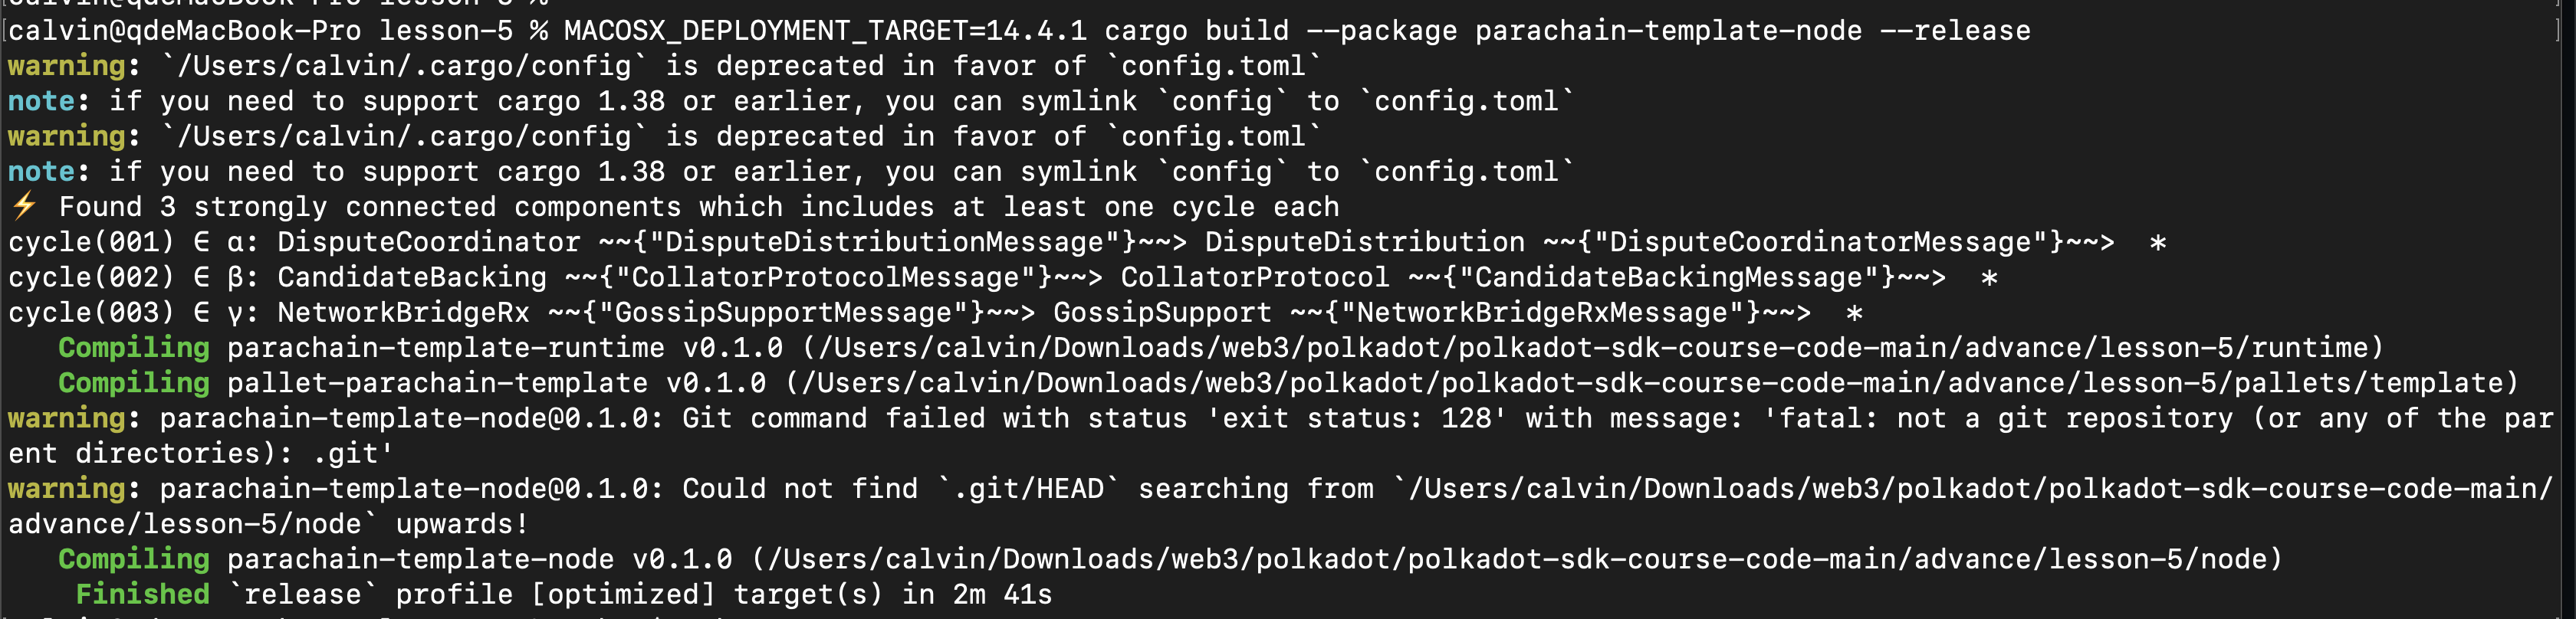 calvin@qdeMacBook-Pro lesson-5 %
[calvin@qdeMacBook-Pro lesson-5 % MACOSX_DEPLOYMENT_TARGET=14.4.1 cargo build --package parachain-template-node --release ]
warning: `/Users/calvin/.cargo/config` is deprecated in favor of `config.toml`
note: if you need to support cargo 1.38 or earlier, you can symlink `config` to `config.toml`
warning: `/Users/calvin/.cargo/config` is deprecated in favor of `config.toml`
note: if you need to support cargo 1.38 or earlier, you can symlink `config` to `config.toml`
⚡ Found 3 strongly connected components which includes at least one cycle each
cycle(001) ∈ α: DisputeCoordinator ~~{"DisputeDistributionMessage"}~~> DisputeDistribution ~~{"DisputeCoordinatorMessage"}~~>  *
cycle(002) ∈ β: CandidateBacking ~~{"CollatorProtocolMessage"}~~> CollatorProtocol ~~{"CandidateBackingMessage"}~~>  *
cycle(003) ∈ γ: NetworkBridgeRx ~~{"GossipSupportMessage"}~~> GossipSupport ~~{"NetworkBridgeRxMessage"}~~>  *
   Compiling parachain-template-runtime v0.1.0 (/Users/calvin/Downloads/web3/polkadot/polkadot-sdk-course-code-main/advance/lesson-5/runtime)
   Compiling pallet-parachain-template v0.1.0 (/Users/calvin/Downloads/web3/polkadot/polkadot-sdk-course-code-main/advance/lesson-5/pallets/template)
warning: parachain-template-node@0.1.0: Git command failed with status 'exit status: 128' with message: 'fatal: not a git repository (or any of the par
ent directories): .git'
warning: parachain-template-node@0.1.0: Could not find `.git/HEAD` searching from `/Users/calvin/Downloads/web3/polkadot/polkadot-sdk-course-code-main/
advance/lesson-5/node` upwards!
   Compiling parachain-template-node v0.1.0 (/Users/calvin/Downloads/web3/polkadot/polkadot-sdk-course-code-main/advance/lesson-5/node)
    Finished `release` profile [optimized] target(s) in 2m 41s